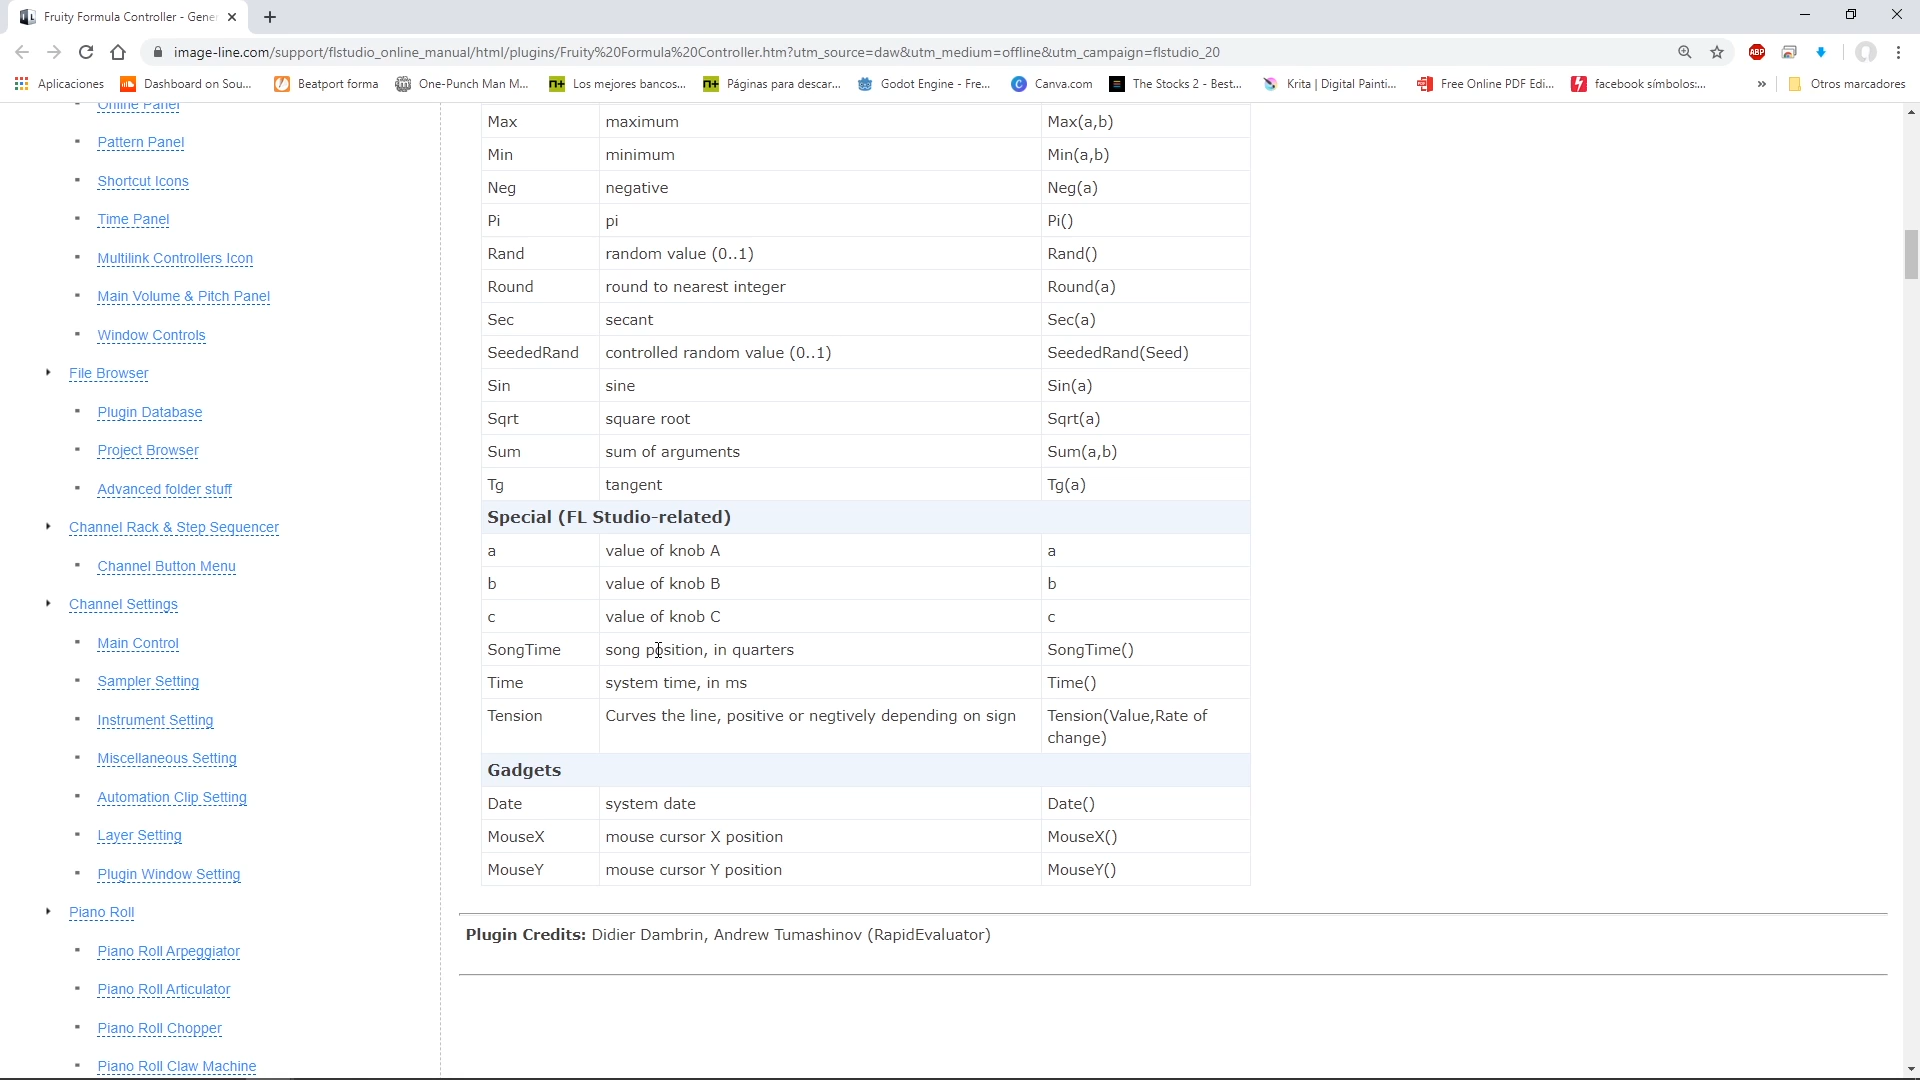 Fruity Formula Controller - Gene
image-line.com/support/flstudio_online_manual/html/plugins/Fruity%20Formula%20Controller.htm?utm_source=daw&utm_medium=offline&utm_campaign=flstudio_20
ABP
Aplicaciones Dashboard on Sou... Beatport forma One-Punch Man M... Los mejores bancos... Páginas para descar... Godot Engine - Fre... Canva.com The Stocks 2 - Best... Krita | Digital Painti... Free Online PDF Edi... facebook símbolos:... » Otros marcadores
Online Panel
Pattern Panel
Shortcut Icons
Time Panel
Multilink Controllers Icon
Main Volume & Pitch Panel
Window Controls
File Browser
Plugin Database
Project Browser
Advanced folder stuff
Channel Rack & Step Sequencer
Channel Button Menu
Channel Settings
Main Control
Sampler Setting
Instrument Setting
Miscellaneous Setting
Automation Clip Setting
Layer Setting
Plugin Window Setting
Piano Roll
Piano Roll Arpeggiator
Piano Roll Articulator
Piano Roll Chopper
Piano Roll Claw Machine
Max maximum Max(a,b)
Min minimum Min(a,b)
Neg negative Neg(a)
Pi pi Pi()
Rand random value (0..1) Rand()
Round round to nearest integer Round(a)
Sec secant Sec(a)
SeededRand controlled random value (0..1) SeededRand(Seed)
Sin sine Sin(a)
Sqrt square root Sqrt(a)
Sum sum of arguments Sum(a,b)
Tg tangent Tg(a)
Special (FL Studio-related)
a value of knob A a
b value of knob B b
c value of knob C c
SongTime song position, in quarters SongTime()
Time system time, in ms Time()
Tension Curves the line, positive or negtively depending on sign Tension(Value,Rate of
change)
Gadgets
Date system date Date()
MouseX mouse cursor X position MouseX()
MouseY mouse cursor Y position MouseY()
Plugin Credits: Didier Dambrin, Andrew Tumashinov (RapidEvaluator)